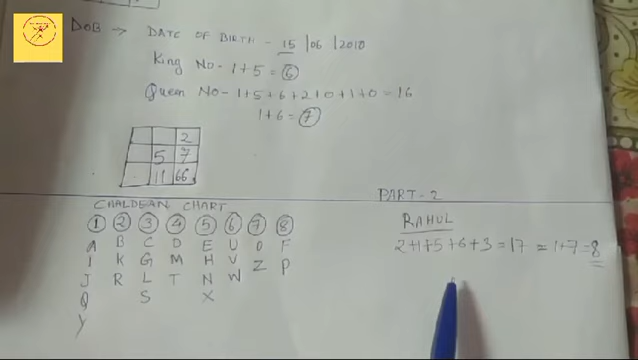 DOB → DATE OF BIRTH - 15 /06 /2010
King No - 1+5 = 6
Queen No - 1+5+6+2+0+1+0 = 16
1+6 = 7
2
5 7
11 66
PART-2
CHALDEAN CHART
RAHUL
2+1+5+6+3 = 17 = 1+7 = 8
1 2 3 4 5 6 7 8
A B C D E U O F
I K G M H V Z P
J R L T N W
Q S X
Y